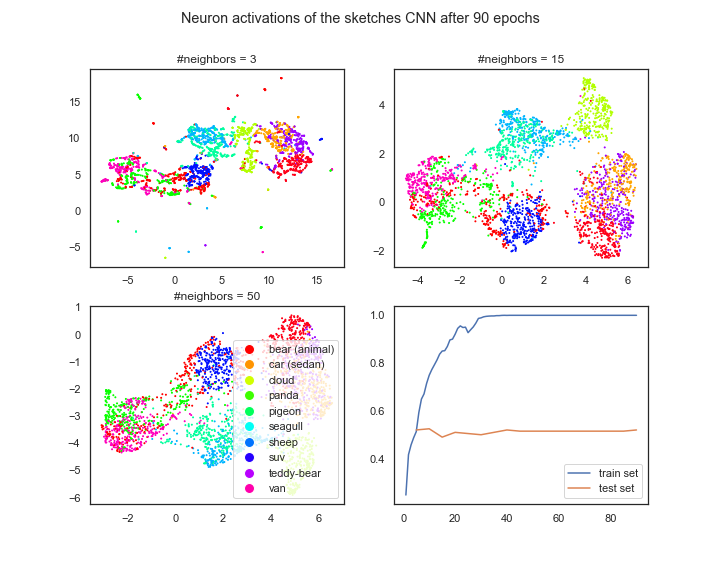 Neuron activations of the sketches CNN after 90 epochs
#neighbors = 3
15
10
5
0
−5
−5
0
5
10
15
#neighbors = 15
4
2
0
−2
−4
−2
0
2
4
6
#neighbors = 50
1
0
−1
−2
−3
−4
−5
−6
−2
0
2
4
6
bear (animal)
car (sedan)
cloud
panda
pigeon
seagull
sheep
suv
teddy-bear
van
1.0
0.8
0.6
0.4
0
20
40
60
80
train set
test set